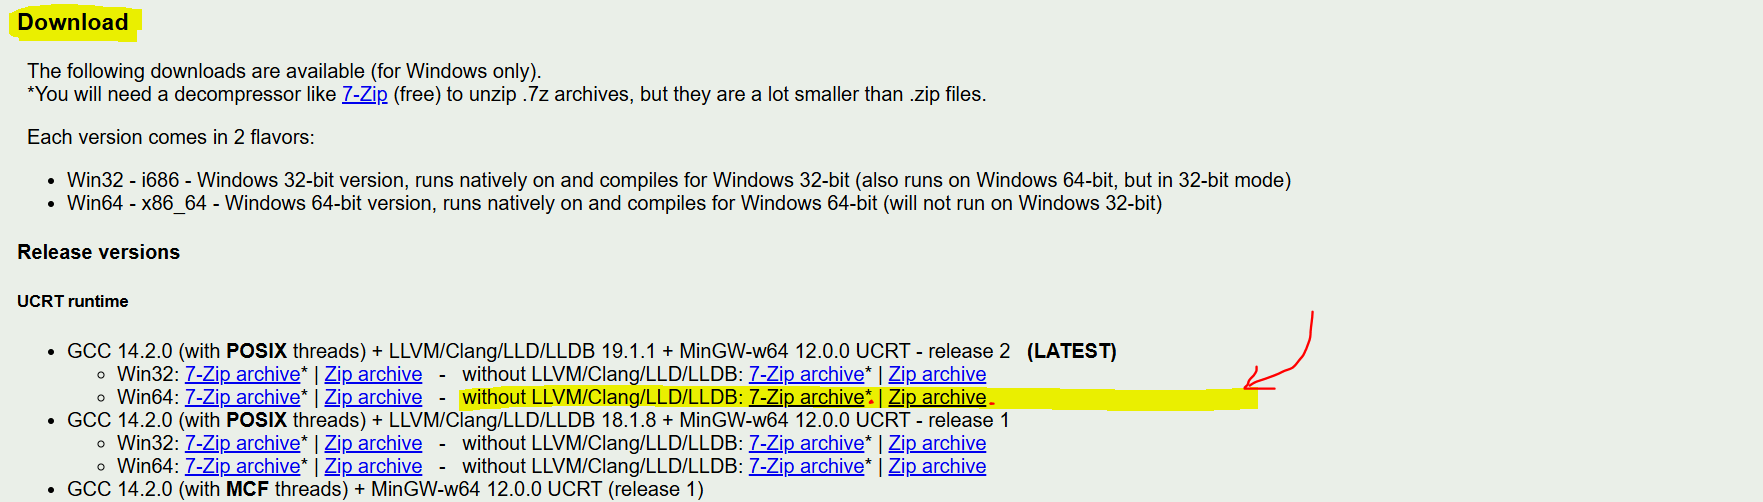 Download
The following downloads are available (for Windows only).
*You will need a decompressor like 7-Zip (free) to unzip .7z archives, but they are a lot smaller than .zip files.
Each version comes in 2 flavors:
• Win32 - i686 - Windows 32-bit version, runs natively on and compiles for Windows 32-bit (also runs on Windows 64-bit, but in 32-bit mode)
• Win64 - x86_64 - Windows 64-bit version, runs natively on and compiles for Windows 64-bit (will not run on Windows 32-bit)
Release versions
UCRT runtime
• GCC 14.2.0 (with POSIX threads) + LLVM/Clang/LLD/LLDB 19.1.1 + MinGW-w64 12.0.0 UCRT - release 2 (LATEST)
◦ Win32: 7-Zip archive* | Zip archive - without LLVM/Clang/LLD/LLDB: 7-Zip archive* | Zip archive
◦ Win64: 7-Zip archive* | Zip archive - without LLVM/Clang/LLD/LLDB: 7-Zip archive* | Zip archive
• GCC 14.2.0 (with POSIX threads) + LLVM/Clang/LLD/LLDB 18.1.8 + MinGW-w64 12.0.0 UCRT - release 1
◦ Win32: 7-Zip archive* | Zip archive - without LLVM/Clang/LLD/LLDB: 7-Zip archive* | Zip archive
◦ Win64: 7-Zip archive* | Zip archive - without LLVM/Clang/LLD/LLDB: 7-Zip archive* | Zip archive
• GCC 14.2.0 (with MCF threads) + MinGW-w64 12.0.0 UCRT (release 1)